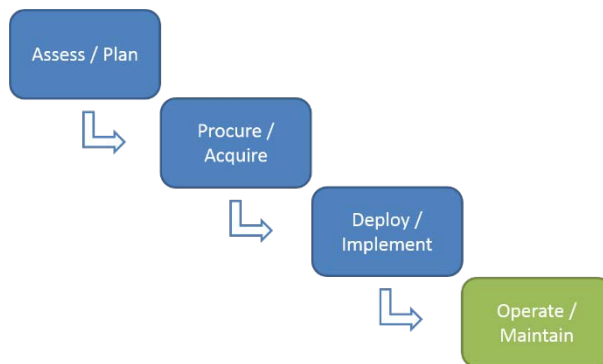 Assess / Plan
Procure /
Acquire
Deploy /
Implement
Operate /
Maintain